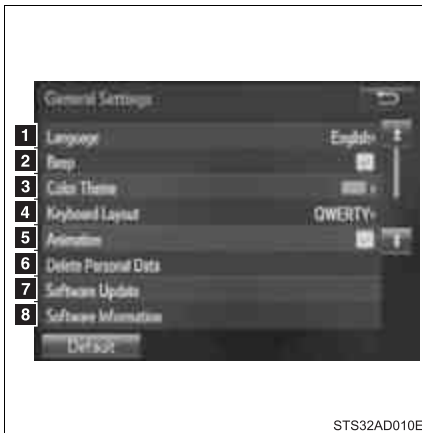 General Settings
1 Language English
2 Beep
3 Color Theme
4 Keyboard Layout QWERTY
5 Animation
6 Delete Personal Data
7 Software Update
8 Software Information
Default
STS32AD010E